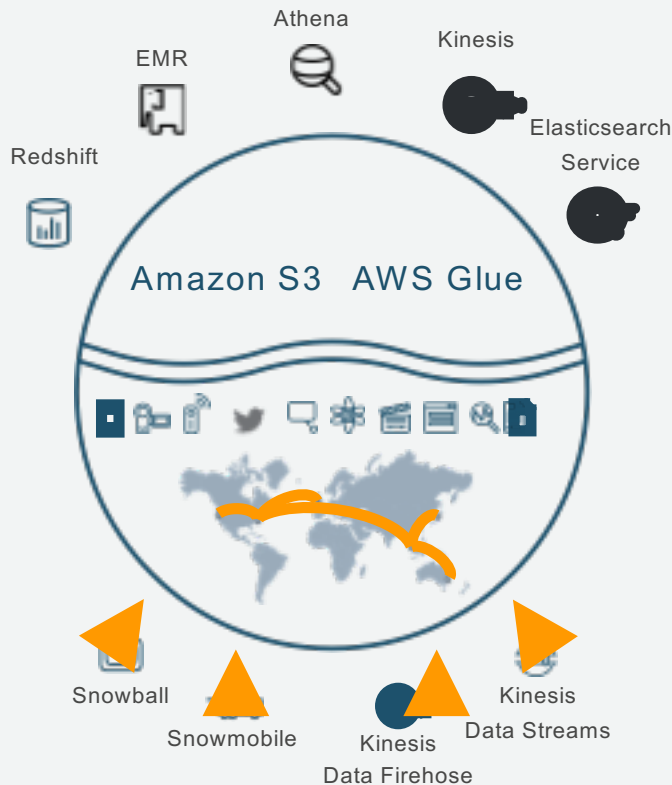 Athena
Kinesis
EMR
Elasticsearch
Service
Redshift
Amazon S3 AWS Glue
Snowball
Snowmobile
Kinesis
Data Firehose
Kinesis
Data Streams